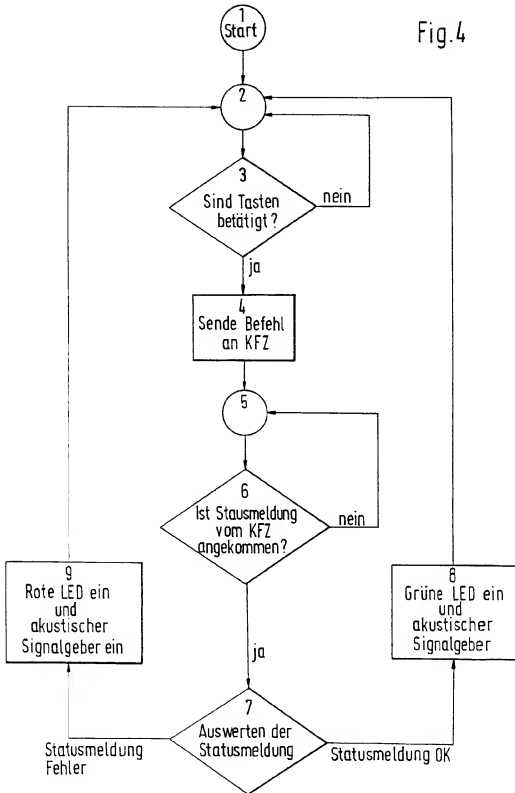 Fig.4
1
Start
2
3
Sind Tasten
betätigt?
nein
ja
4
Sende Befehl
an KFZ
5
6
Ist Stausmeldung
vom KFZ
angekommen?
nein
ja
9
Rote LED ein
und
akustischer
Signalgeber ein
8
Grüne LED ein
und
akustischer
Signalgeber
7
Auswerten der
Statusmeldung
Statusmeldung
Fehler
Statusmeldung OK